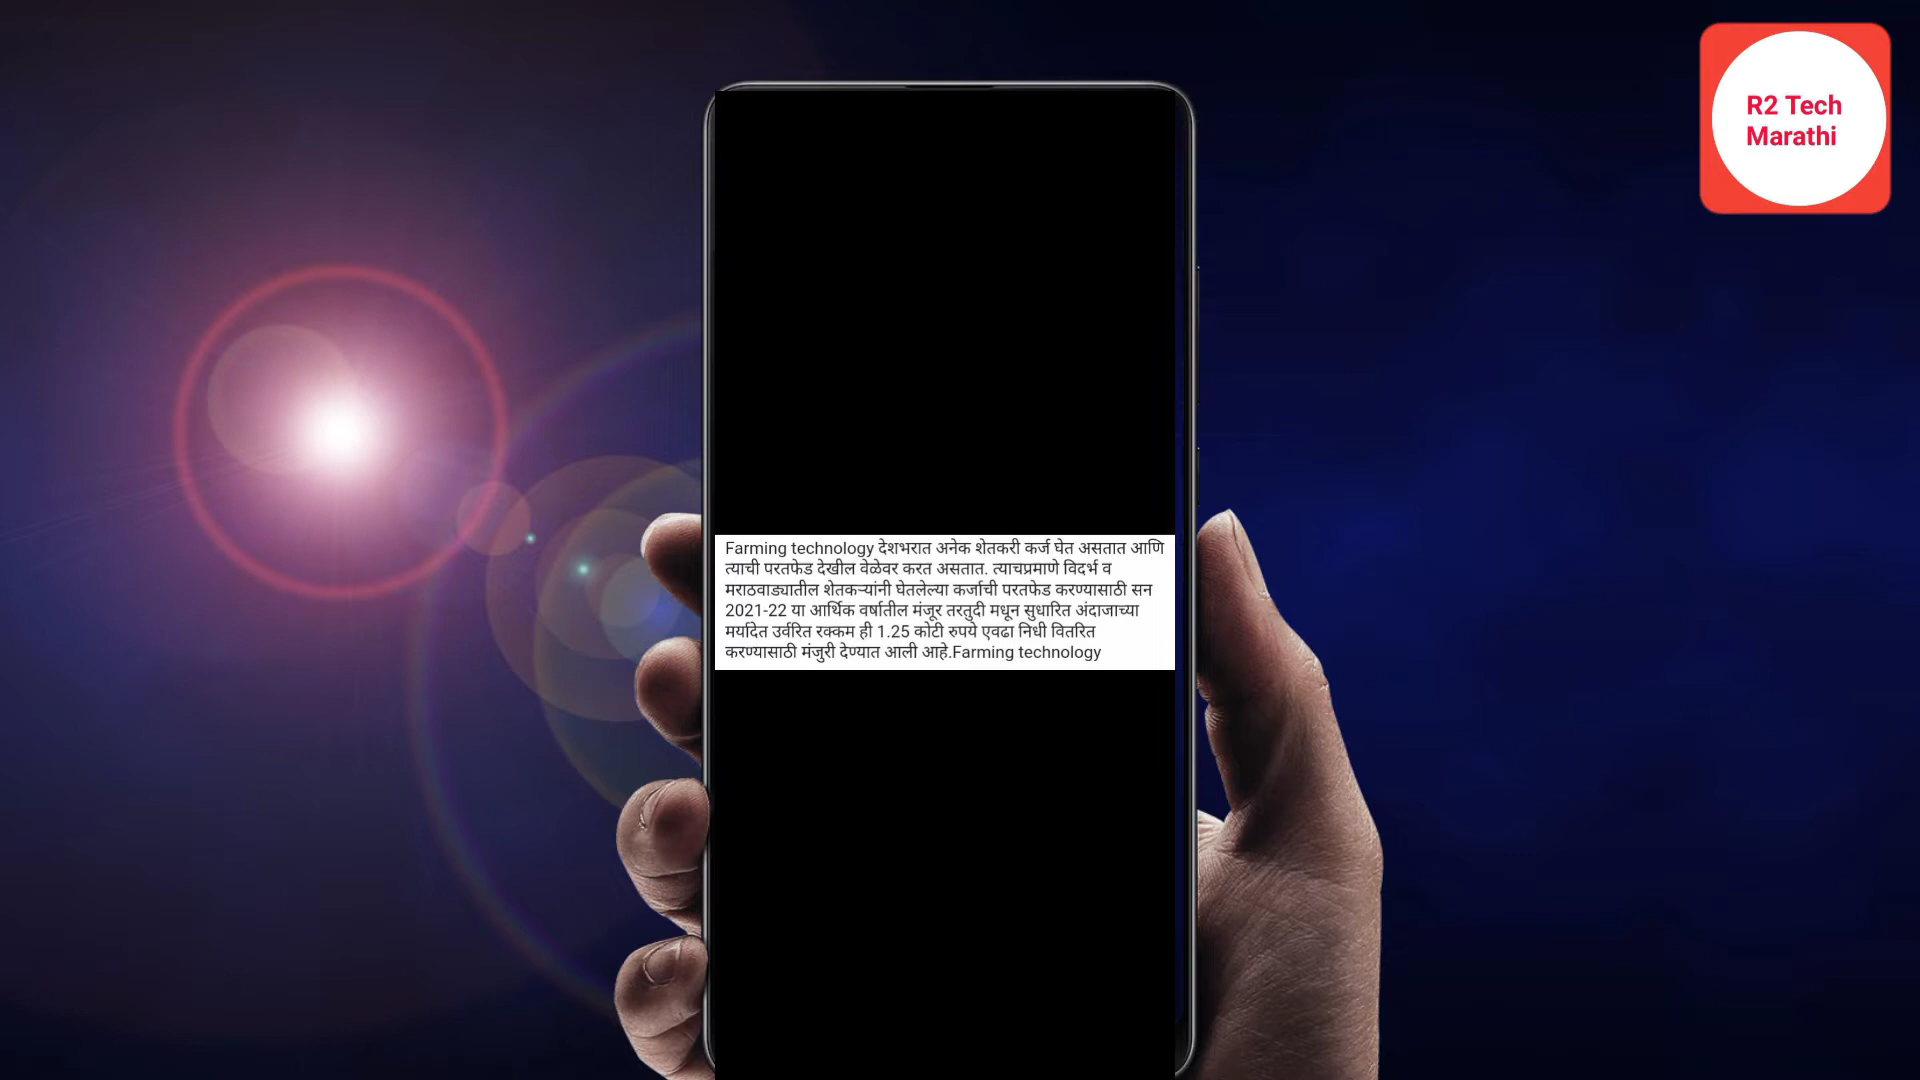 R2 Tech
Marathi
Farming technology देशभरात अनेक शेतकरी कर्ज घेत असतात आणि
त्याची परतफेड देखील वेळेवर करत असतात. त्याचप्रमाणे विदर्भ व
मराठवाड्यातील शेतकऱ्यांनी घेतलेल्या कर्जाची परतफेड करण्यासाठी सन
2021-22 या आर्थिक वर्षातील मंजूर तरतुदी मधून सुधारित अंदाजाच्या
मर्यादेत उर्वरित रक्कम ही 1.25 कोटी रुपये एवढा निधी वितरित
करण्यासाठी मंजुरी देण्यात आली आहे.Farming technology